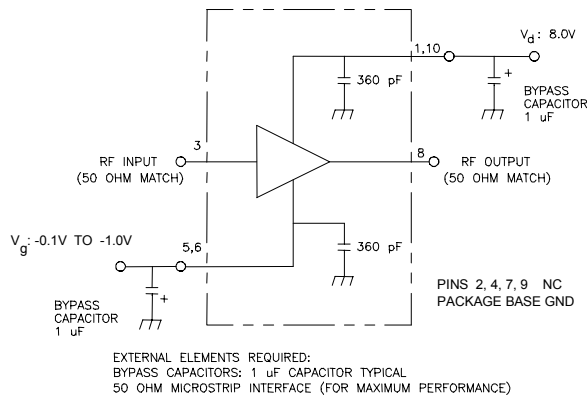 1,10
V d : 8.0V
360 pF
+
BYPASS
CAPACITOR
1 uF
3
8
RF INPUT
(50 OHM MATCH)
RF OUTPUT
(50 OHM MATCH)
V g : -0.1V TO -1.0V
5,6
360 pF
+
BYPASS
CAPACITOR
1 uF
PINS 2, 4, 7, 9 NC
PACKAGE BASE GND
EXTERNAL ELEMENTS REQUIRED:
BYPASS CAPACITORS: 1 uF CAPACITOR TYPICAL
50 OHM MICROSTRIP INTERFACE (FOR MAXIMUM PERFORMANCE)